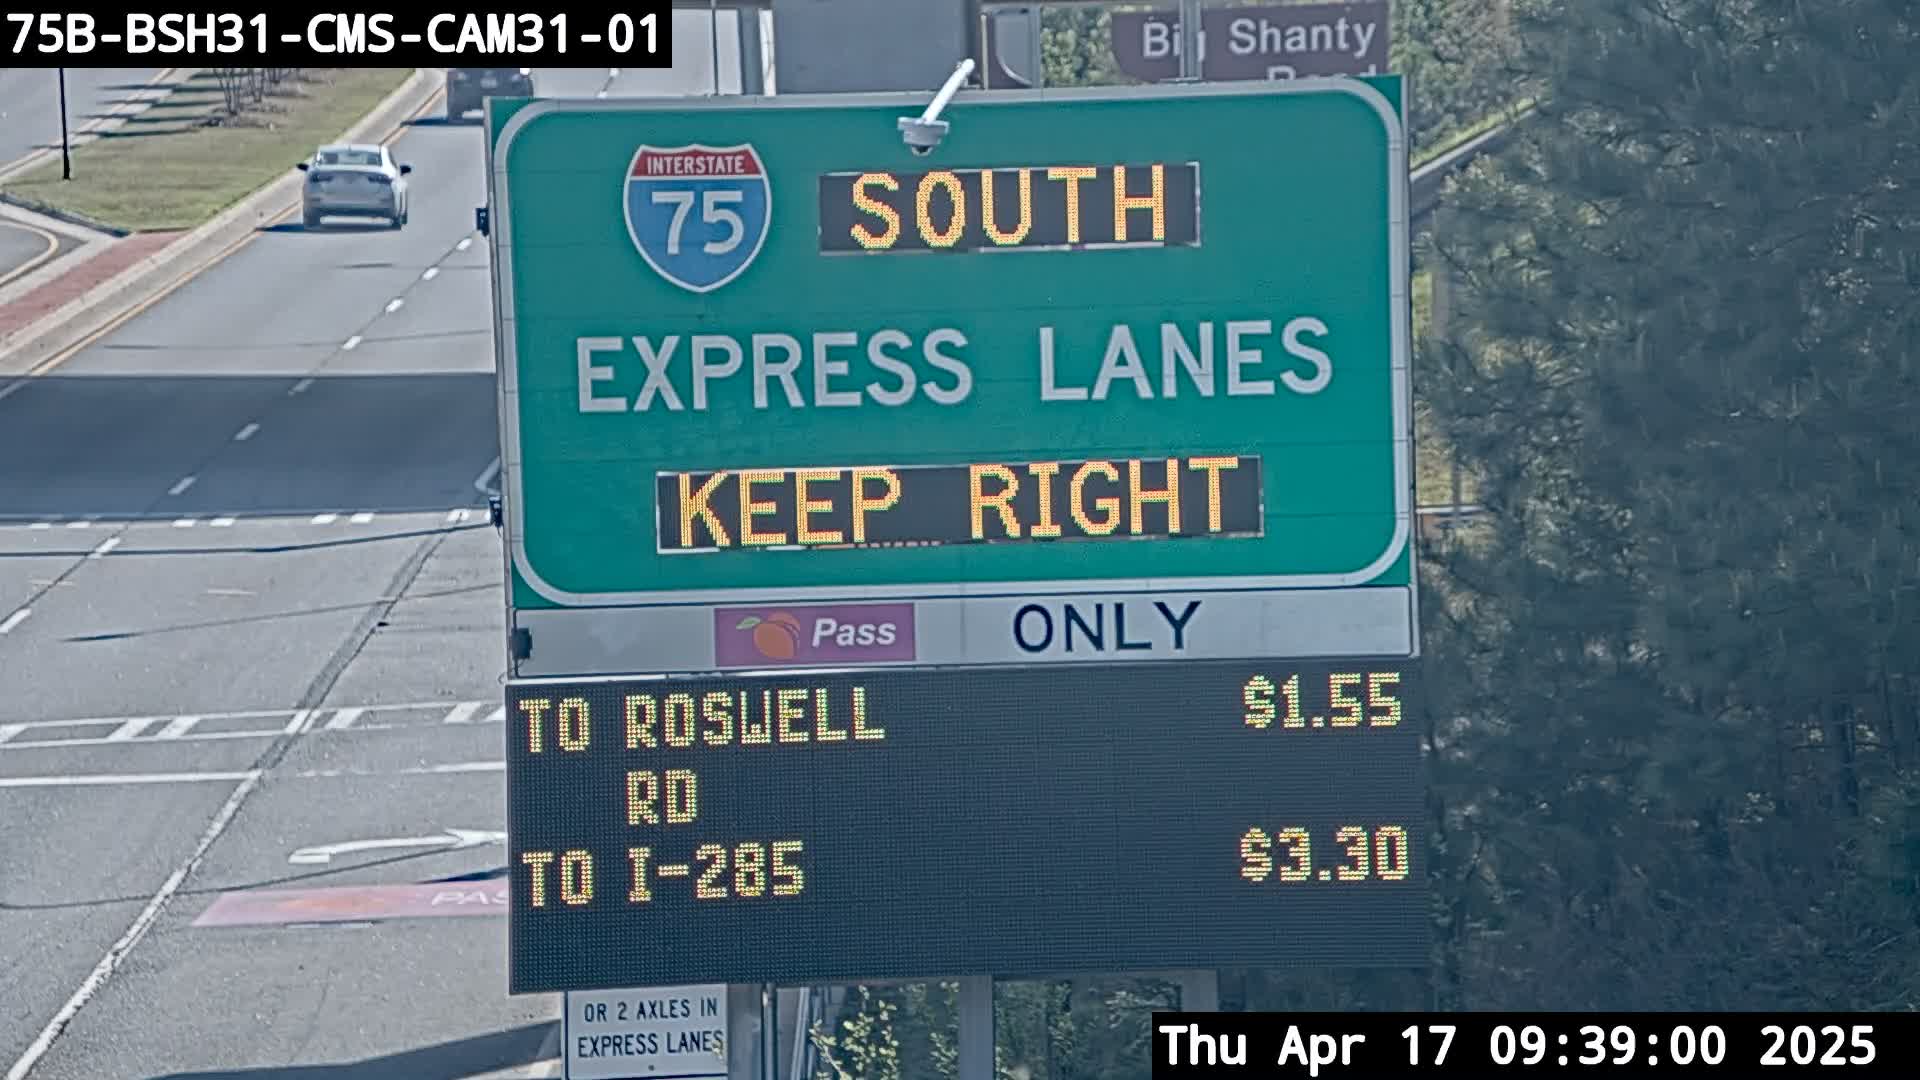 75B-BSH31-CMS-CAM31-01
Big Shanty
Road
INTERSTATE
75
SOUTH
EXPRESS LANES
KEEP RIGHT
Pass
ONLY
TO ROSWELL $1.55
RD
TO I-285 $3.30
PAS
OR 2 AXLES IN
EXPRESS LANES
Thu Apr 17 09:39:00 2025